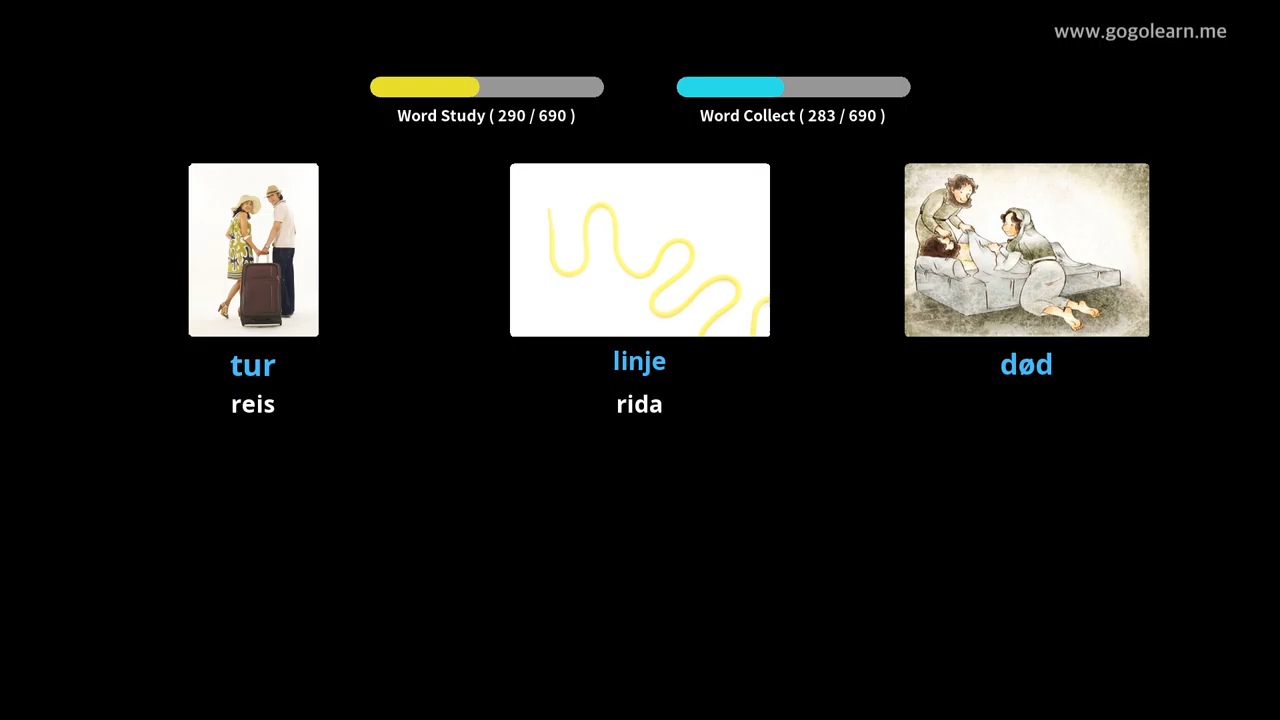 www.gogolearn.me
Word Study ( 290 / 690 )
Word Collect ( 283 / 690 )
tur
linje
død
reis
rida